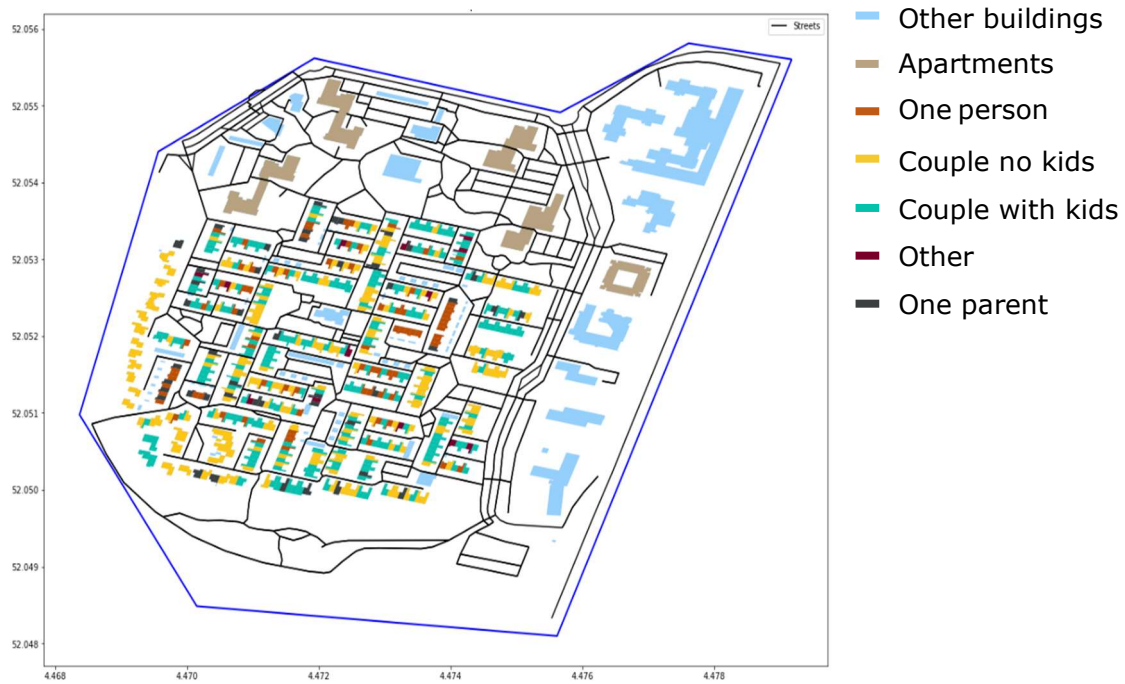 52.056
52.055
52.054
52.053
52.052
52.051
52.050
52.049
52.048
4.468 4.470 4.472 4.474 4.476 4.478
Streets
Other buildings
Apartments
One person
Couple no kids
Couple with kids
Other
One parent